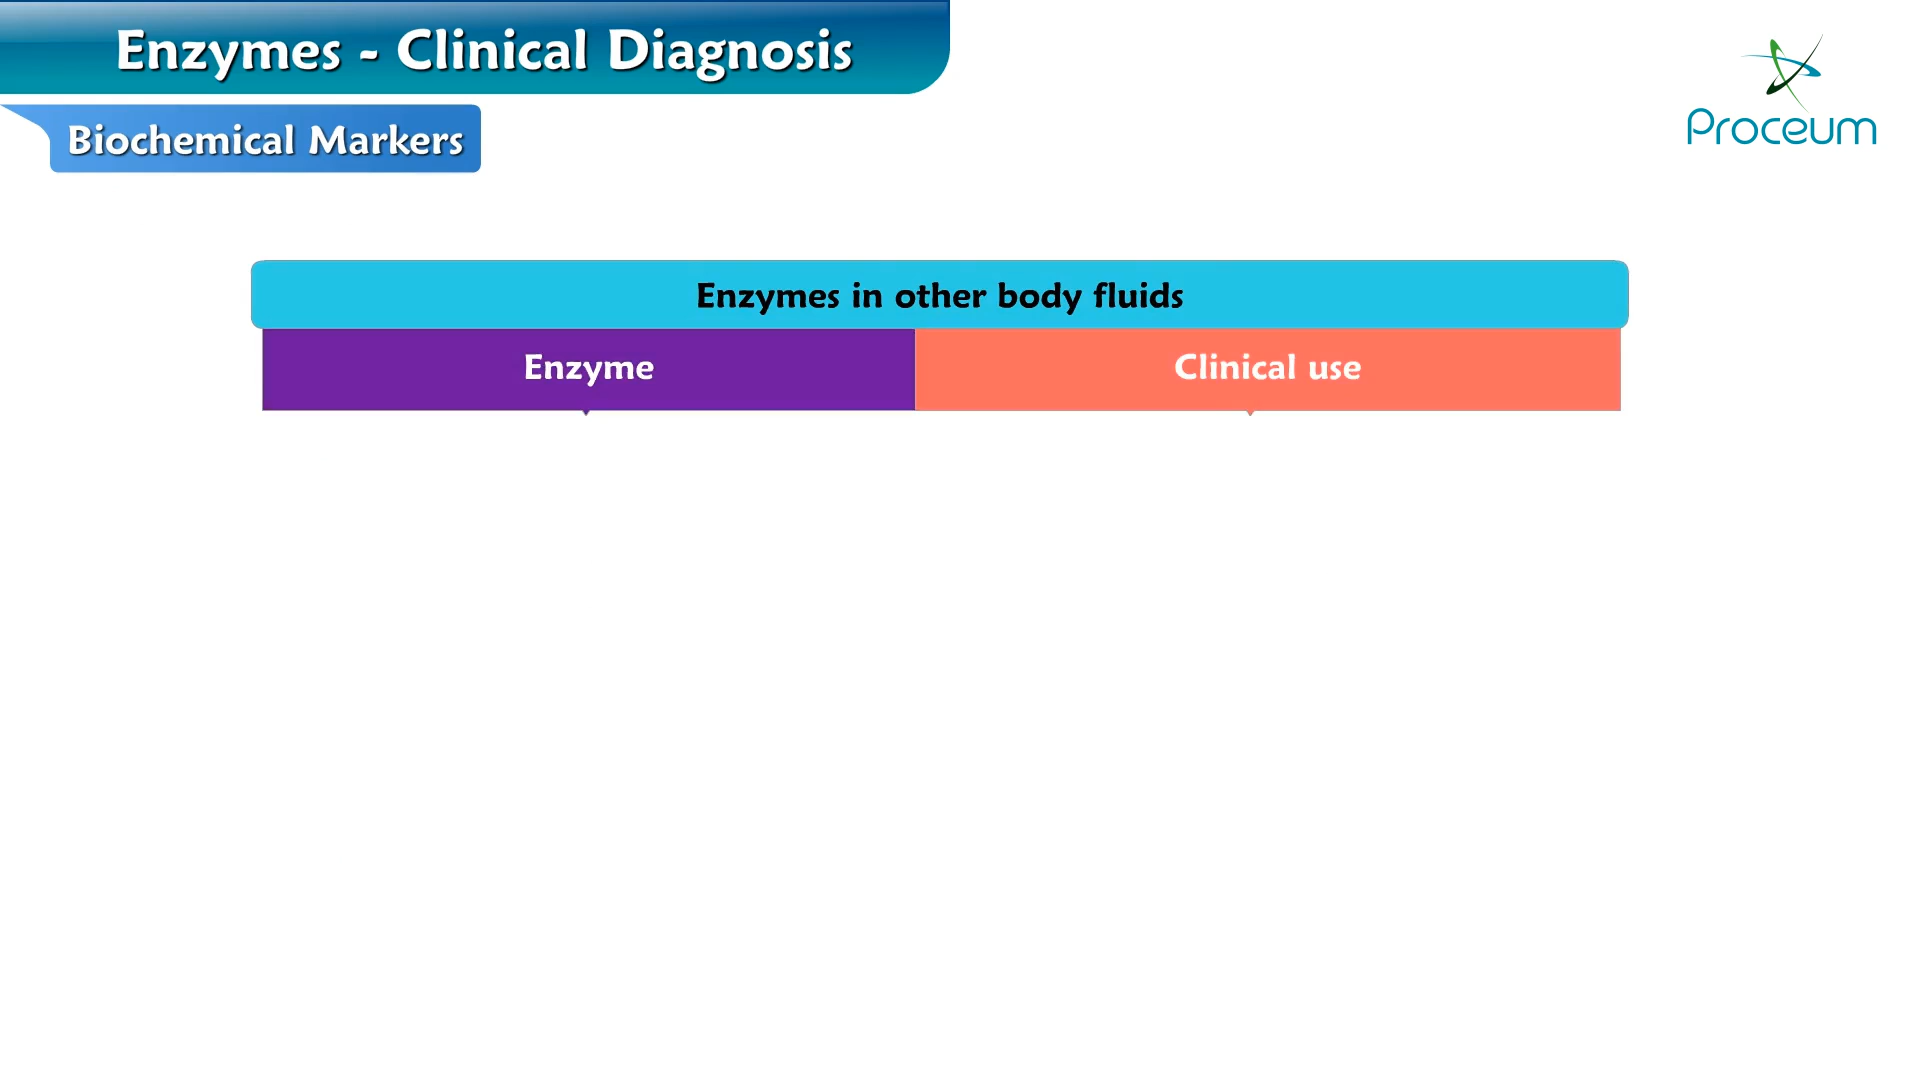 Enzymes - Clinical Diagnosis
Biochemical Markers
Proceum
Enzymes in other body fluids
Enzyme
Clinical use